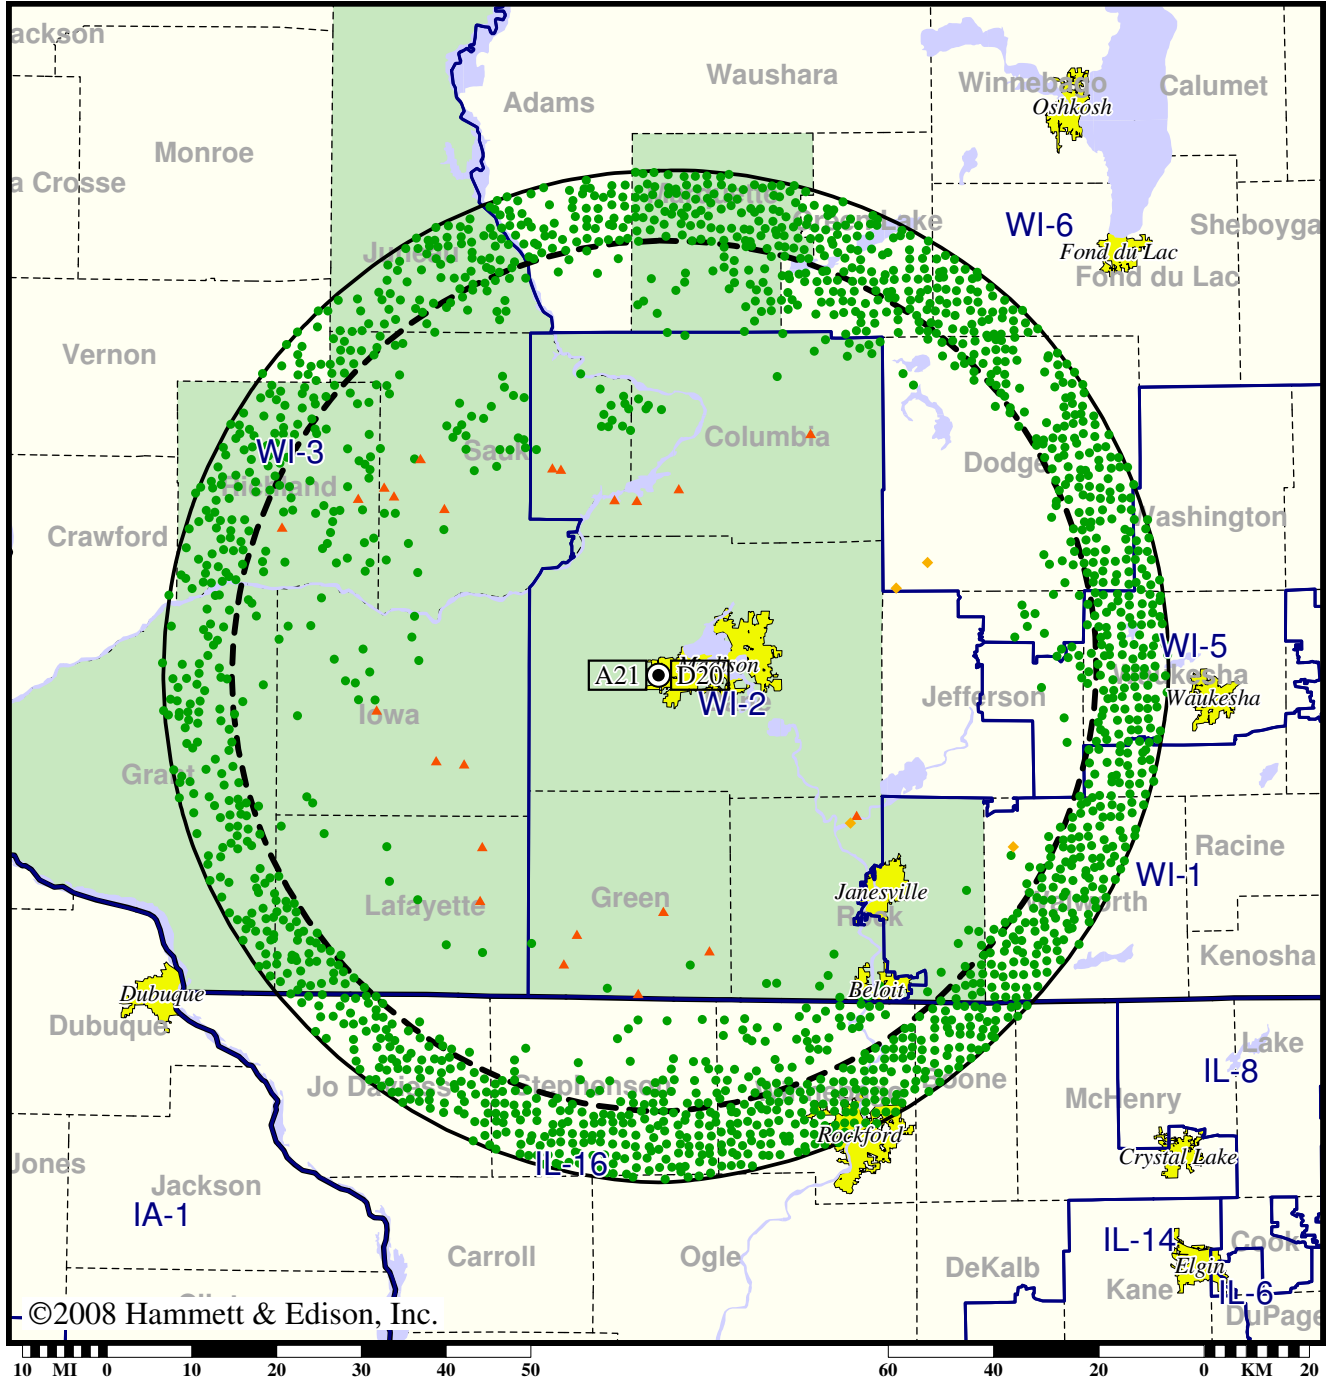 ackson
Waushara
Winnebago
Calumet
Adams
Oshkosh
Monroe
a Crosse
Marquette
Green Lake
WI-6
Sheboyga
Juneau
Fond du Lac
Fond du Lac
Vernon
WI-3
Sauk
Columbia
Dodge
Richland
Washington
Crawford
WI-5
A21
D20
Madison
Waukesha
Waukesha
WI-2
Jefferson
Iowa
Grant
Racine
WI-1
Janesville
Lafayette
Green
Rock
Walworth
Kenosha
Dubuque
Beloit
Dubuque
Lake
IL-8
Jo Daviess
Stephenson
Winnebago
Boone
McHenry
Rockford
Crystal Lake
Jones
IL-16
Jackson
IA-1
Carroll
Ogle
IL-14
Cook
DeKalb
Elgin
Kane
IL-6
©2008 Hammett & Edison, Inc.
DuPage
10 MI 0 10 20 30 40 50 60 40 20 0 KM 20